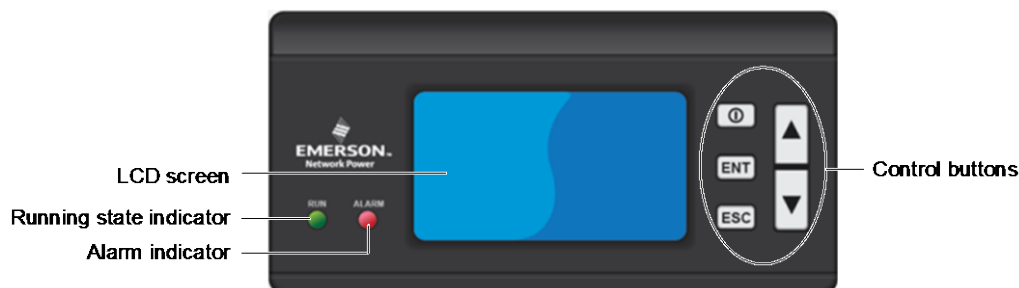 EMERSON.
Network Power
LCD screen
RUN
ALARM
Running state indicator
Alarm indicator
ENT
ESC
Control buttons